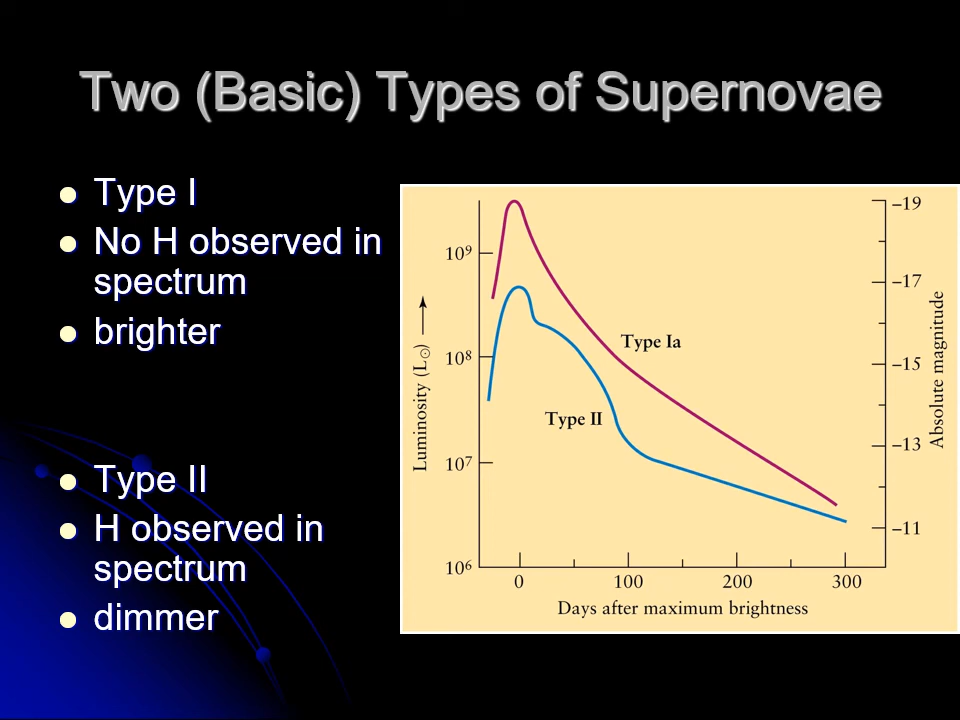 Two (Basic) Types of Supernovae
Type I
No H observed in
spectrum
brighter
Type II
H observed in
spectrum
dimmer
Luminosity (L☉)
10⁹
10⁸
10⁷
10⁶
Type Ia
Type II
0 100 200 300
Days after maximum brightness
–19
–17
–15
–13
–11
Absolute magnitude